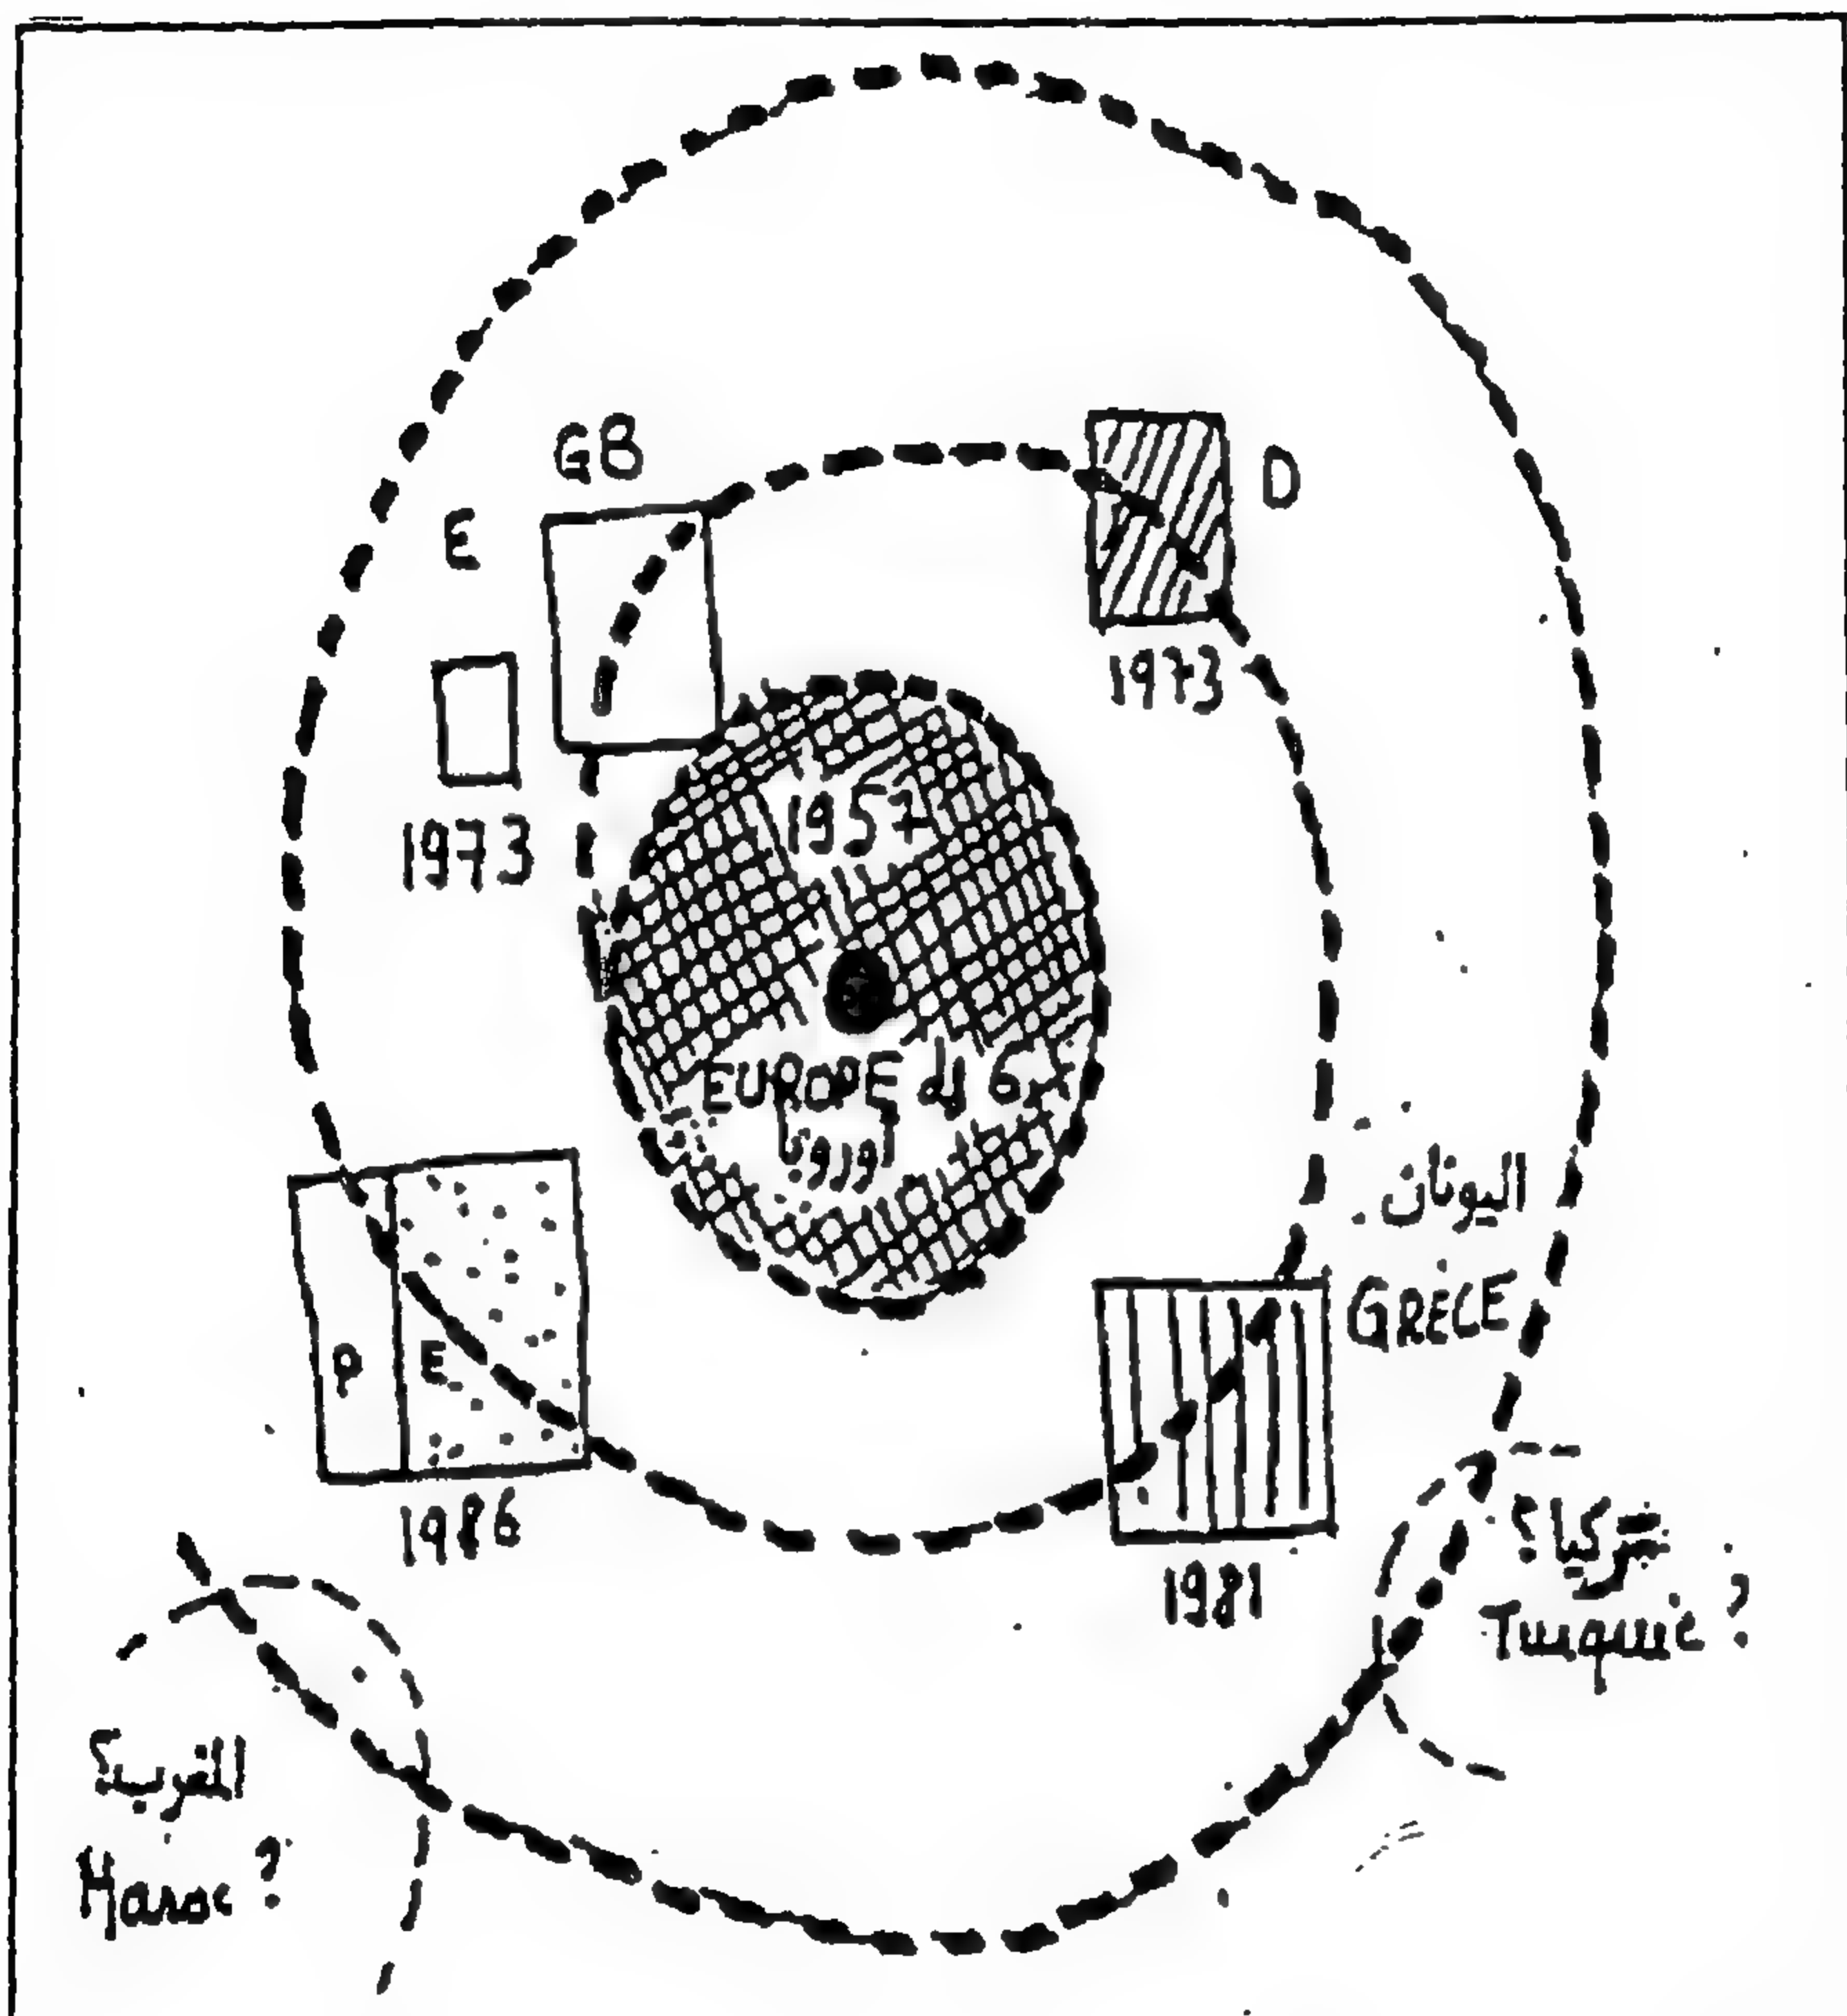 GB
D
E
1973
1973
1957
EUROPE des 6
أوروبا
اليونان
GRECE
P
E
1986
1981
تركيا؟
Turquie ?
المغرب؟
Maroc ?